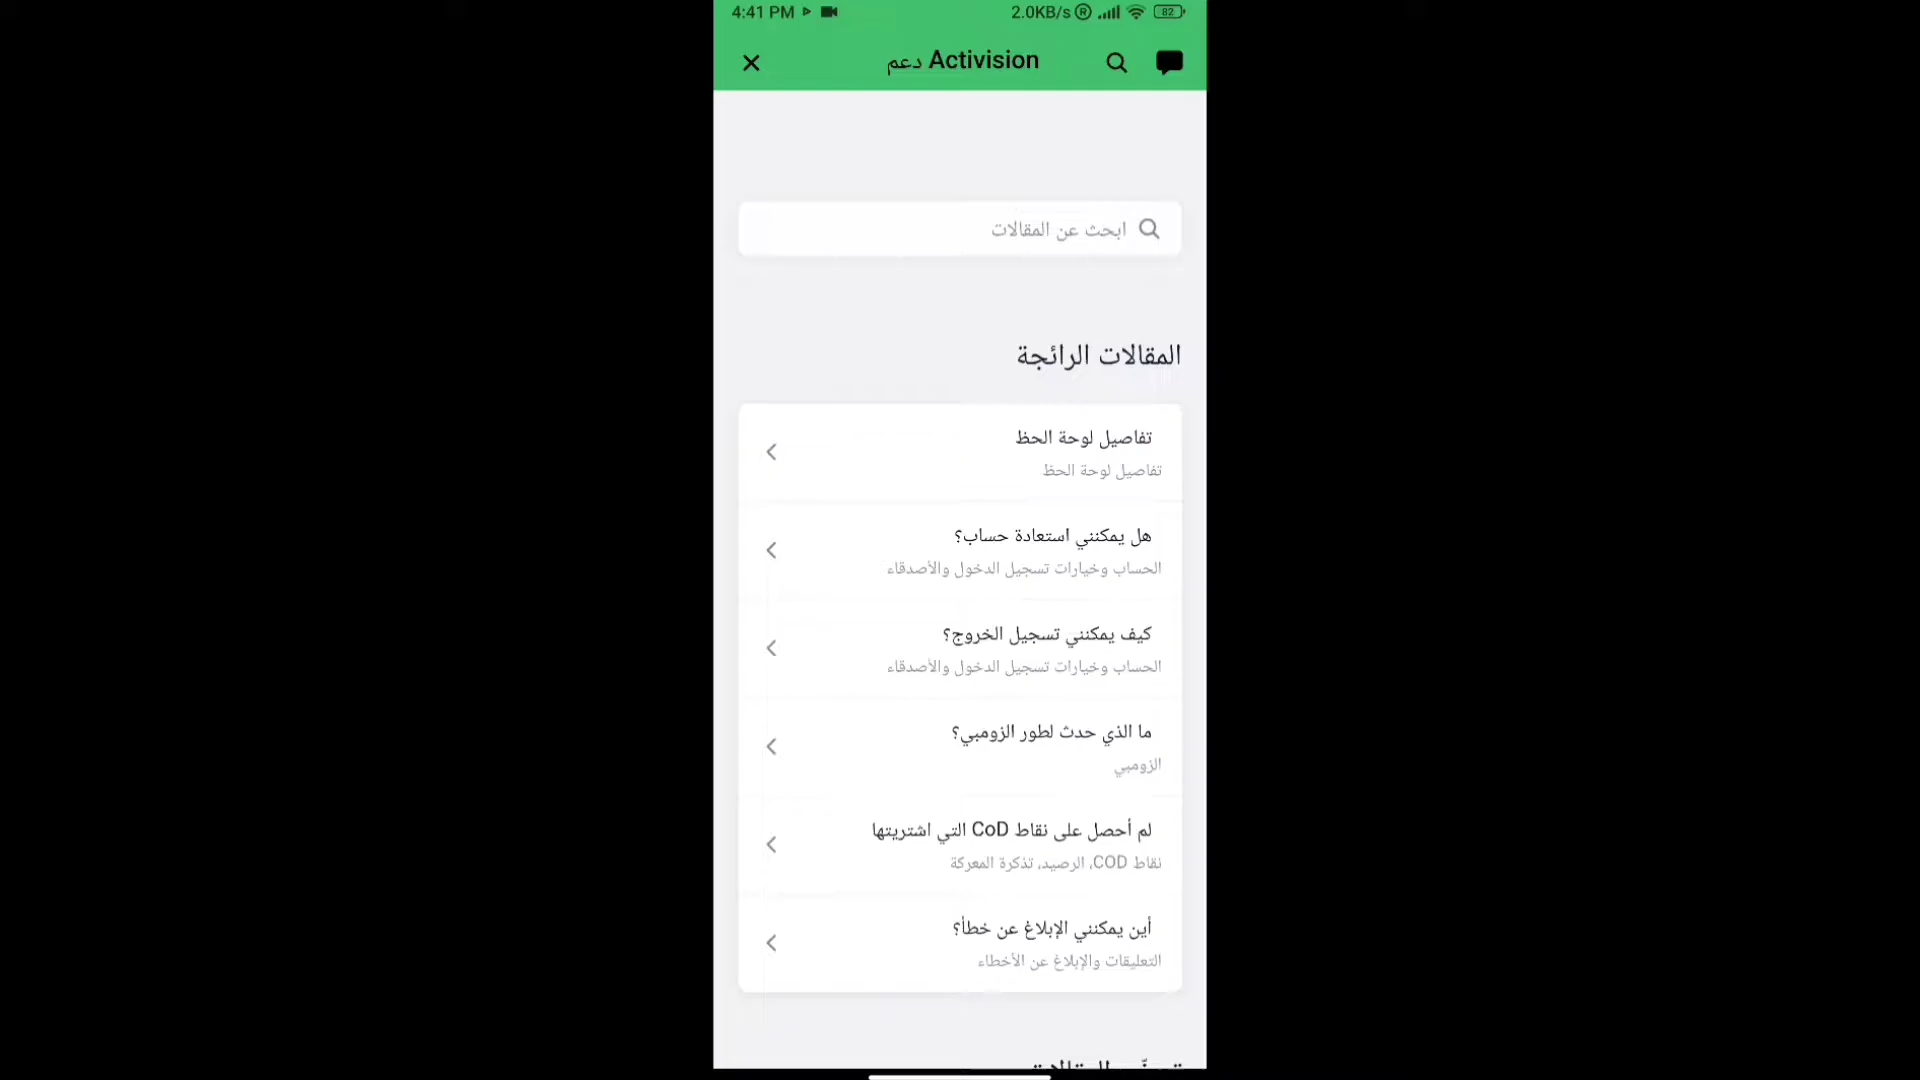 4:41 PM
2.0KB/s
82
دعم Activision
ابحث عن المقالات
المقالات الرائجة
تفاصيل لوحة الحظ
تفاصيل لوحة الحظ
هل يمكنني استعادة حساب؟
الحساب وخيارات تسجيل الدخول والأصدقاء
كيف يمكنني تسجيل الخروج؟
الحساب وخيارات تسجيل الدخول والأصدقاء
ما الذي حدث لطور الزومبي؟
الزومبي
لم أحصل على نقاط CoD التي اشتريتها
نقاط COD، الرصيد، تذكرة المعركة
أين يمكنني الإبلاغ عن خطأ؟
التعليقات والإبلاغ عن الأخطاء